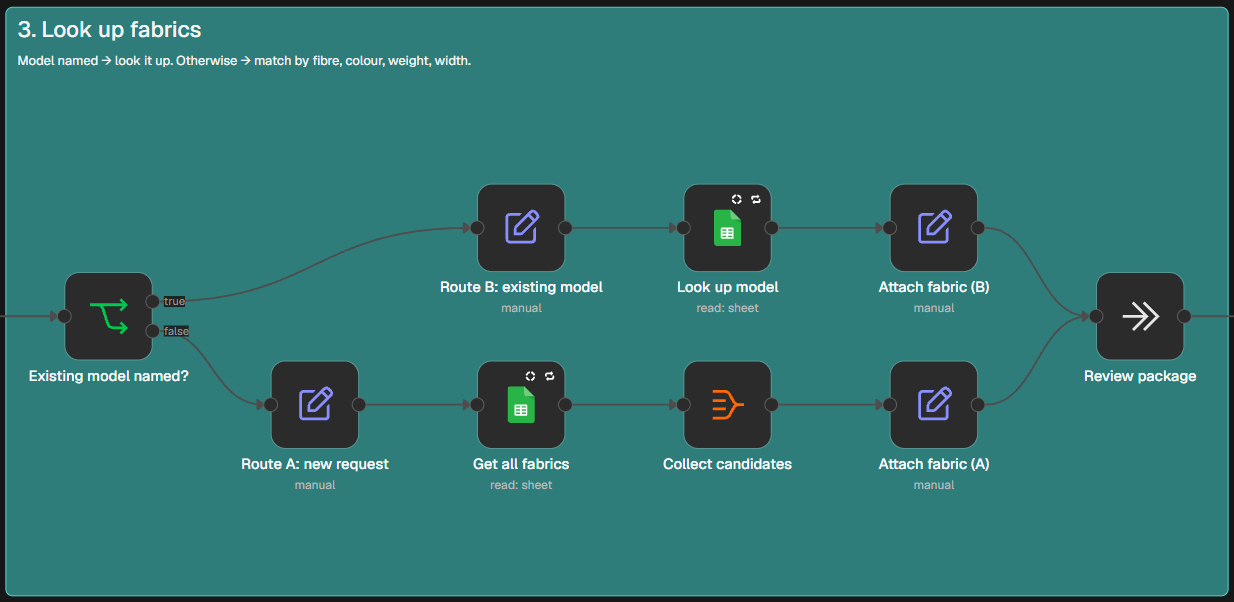 3. Look up fabrics
Model named → look it up. Otherwise → match by fibre, colour, weight, width.
true
false
Existing model named?
Route B: existing model
manual
Look up model
read: sheet
Attach fabric (B)
manual
Review package
Route A: new request
manual
Get all fabrics
read: sheet
Collect candidates
Attach fabric (A)
manual